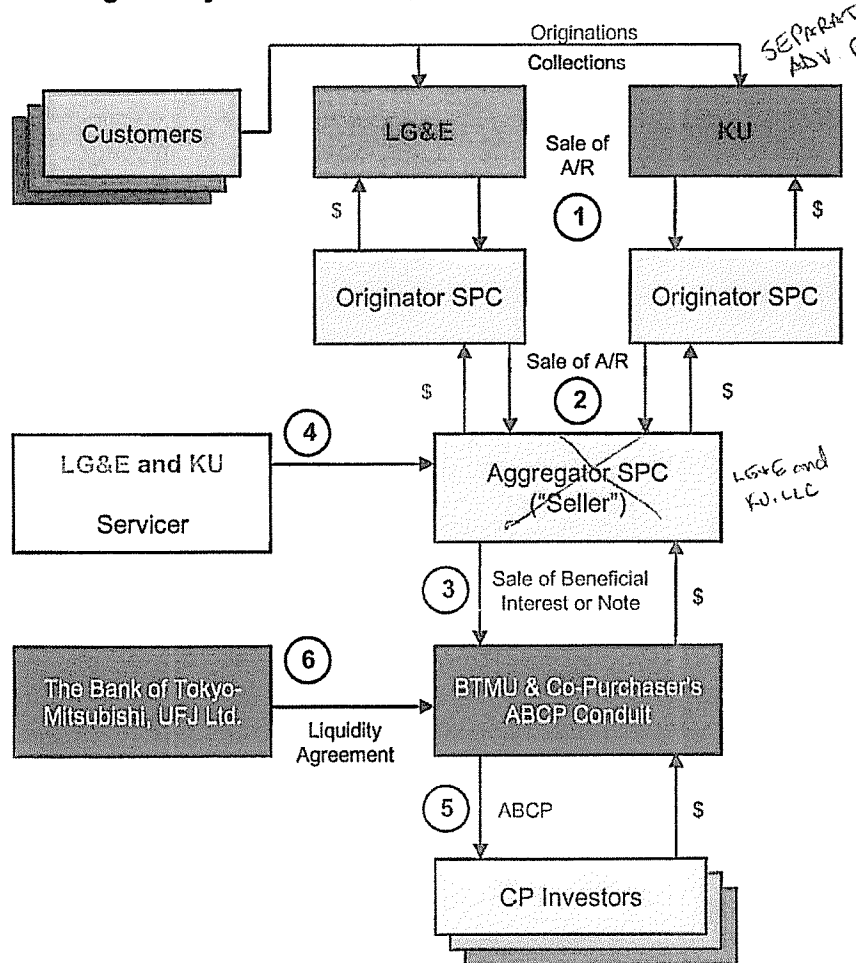 Originations
Collections
SEPARAT
ADV.
Customers
LG&E
KU
Sale of
A/R
1
$
$
Originator SPC
Originator SPC
Sale of A/R
2
$
$
4
LG&E and KU
Servicer
Aggregator SPC
("Seller")
LG&E and
KU, LLC
3
Sale of Beneficial
Interest or Note
$
6
The Bank of Tokyo-
Mitsubishi, UFJ Ltd.
Liquidity
Agreement
BTMU & Co-Purchaser's
ABCP Conduit
5
ABCP
$
CP Investors